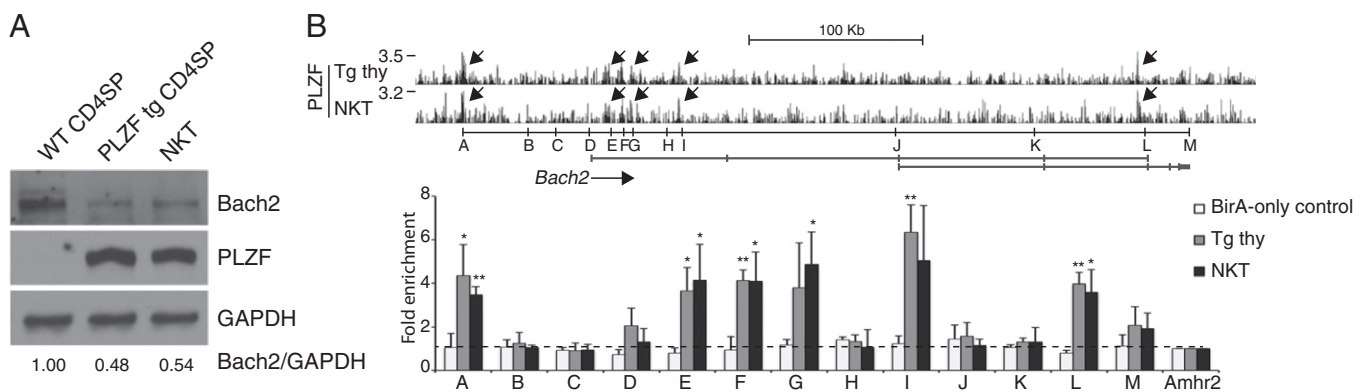 A
WT CD4SP
PLZF tg CD4SP
NKT
Bach2
PLZF
GAPDH
1.00 0.48 0.54 Bach2/GAPDH
B
100 Kb
PLZF
3.5
Tg thy
3.2
NKT
A B C D E F G H I J K L M
Bach2
Fold enrichment
8
6
4
2
0
* ** * * ** * * ** ** *
BirA-only control
Tg thy
NKT
A B C D E F G H I J K L M Amhr2